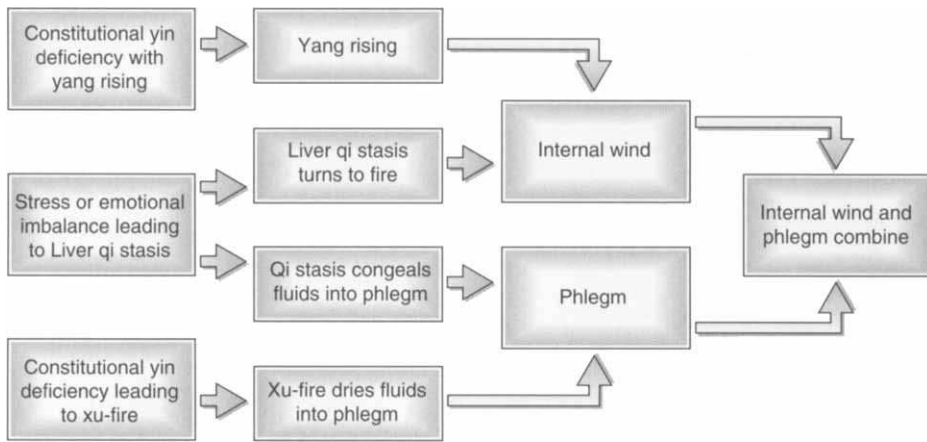 Constitutional yin
deficiency with
yang rising
Yang rising
Liver qi stasis
turns to fire
Internal wind
Stress or emotional
imbalance leading
to Liver qi stasis
Internal wind and
phlegm combine
Qi stasis congeals
fluids into phlegm
Phlegm
Constitutional yin
deficiency leading
to xu-fire
Xu-fire dries fluids
into phlegm